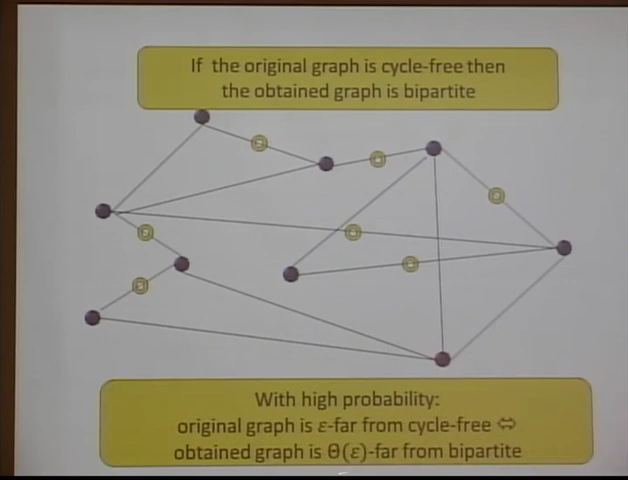 If the original graph is cycle-free then
the obtained graph is bipartite
With high probability:
original graph is ε-far from cycle-free ⇔
obtained graph is Θ(ε)-far from bipartite